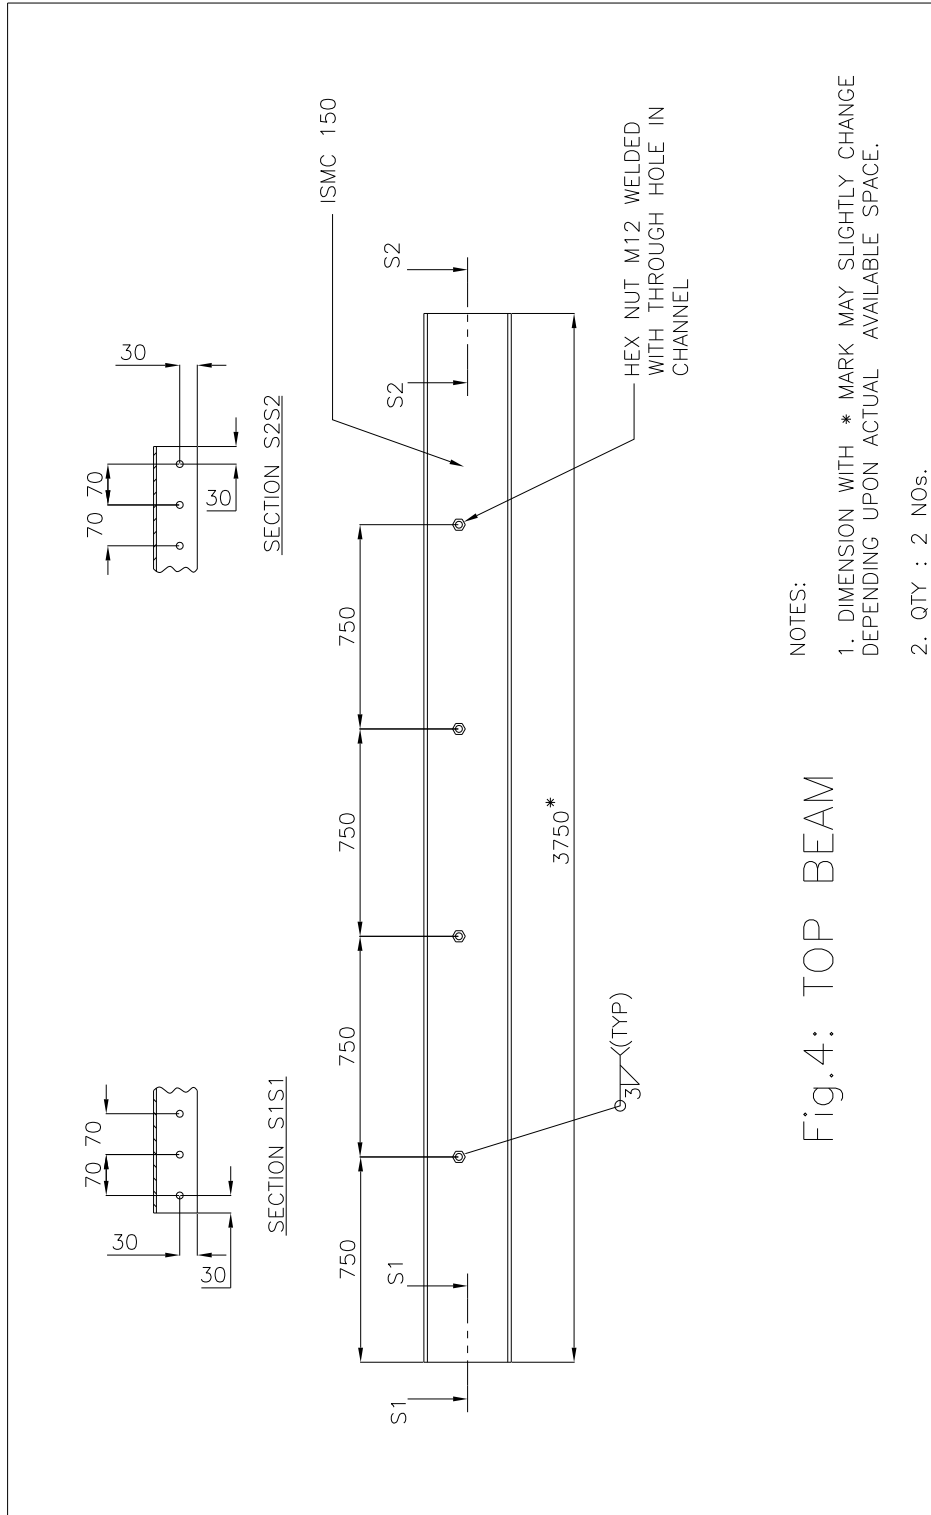 70
70
30
30
SECTION S1S1
70
70
30
30
SECTION S2S2
ISMC 150
750
750
750
750
S1
S1
S2
S2
3750*
3
(TYP)
HEX NUT M12 WELDED
WITH THROUGH HOLE IN
CHANNEL
Fig.4: TOP BEAM
NOTES:
1. DIMENSION WITH * MARK MAY SLIGHTLY CHANGE
DEPENDING UPON ACTUAL AVAILABLE SPACE.
2. QTY : 2 NOs.